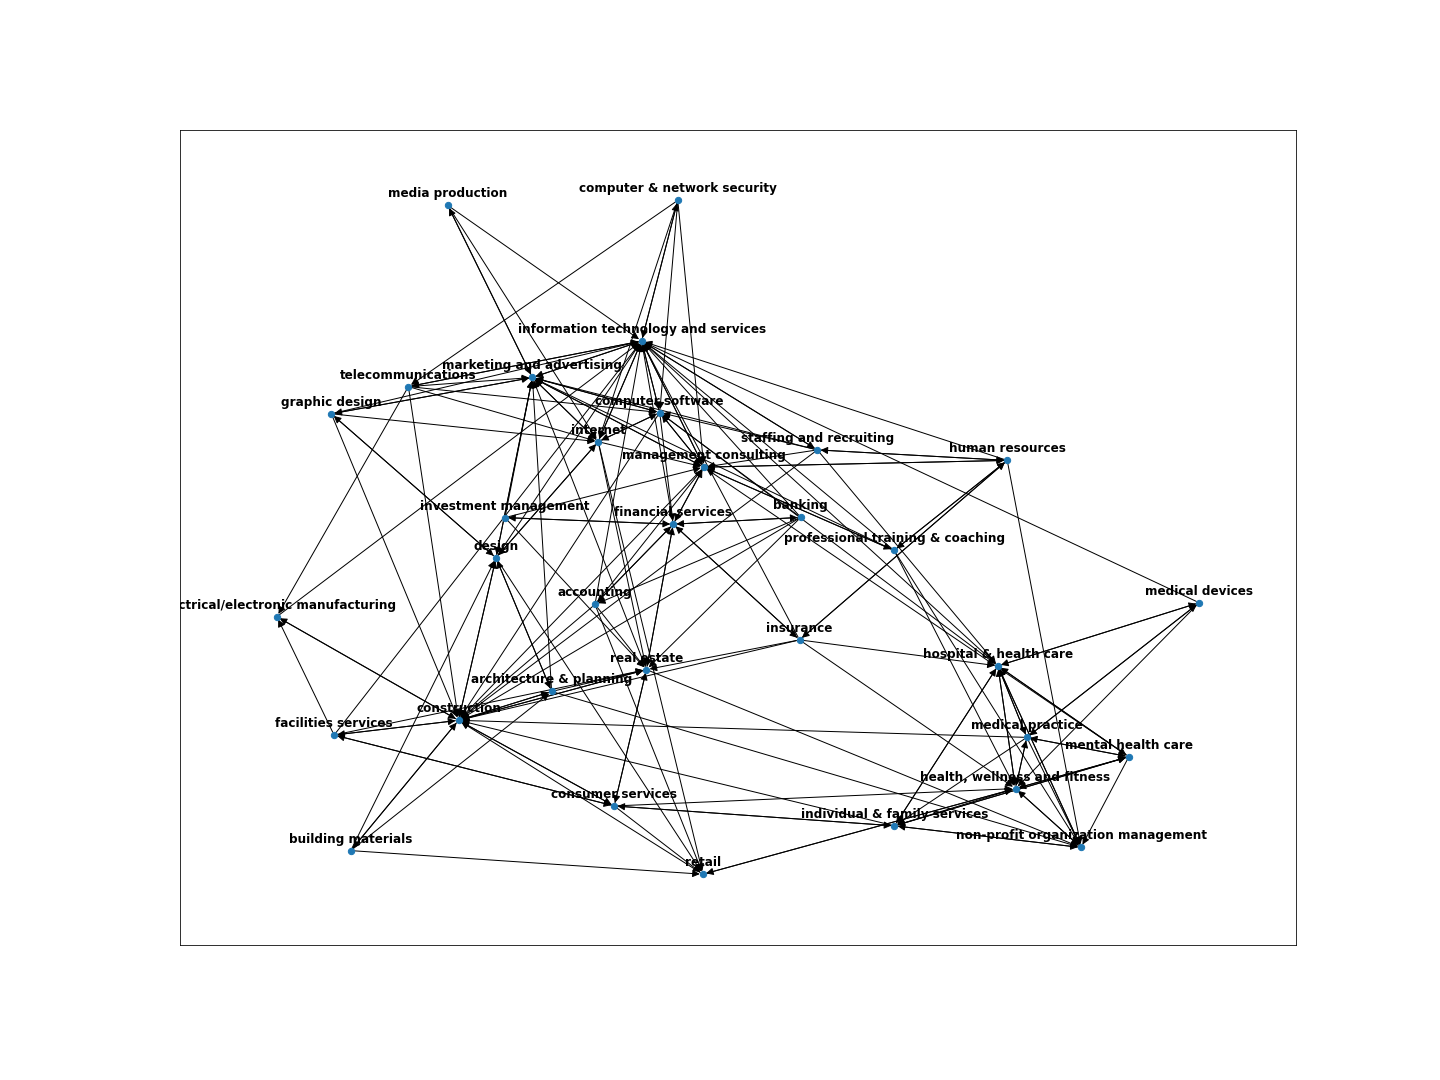 computer & network security
media production
information technology and services
marketing and advertising
telecommunications
graphic design
computer software
internet
staffing and recruiting
human resources
management consulting
investment management
banking
financial services
professional training & coaching
design
accounting
medical devices
ctrical/electronic manufacturing
insurance
hospital & health care
real estate
architecture & planning
construction
facilities services
medical practice
mental health care
health, wellness and fitness
consumer services
individual & family services
non-profit organization management
building materials
retail